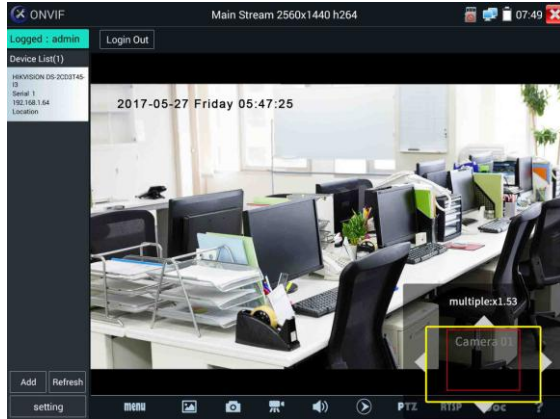 ONVIF
Main Stream 2560x1440 h264
07:49
Logged : admin
Login Out
Device List(1)
HIKVISION DS-2CD3T45-
I3
Serial 1
192.168.1.64
Location
2017-05-27 Friday 05:47:25
multiple:x1.53
Camera 01
Add
Refresh
setting
menu
PTZ
RTSP
?